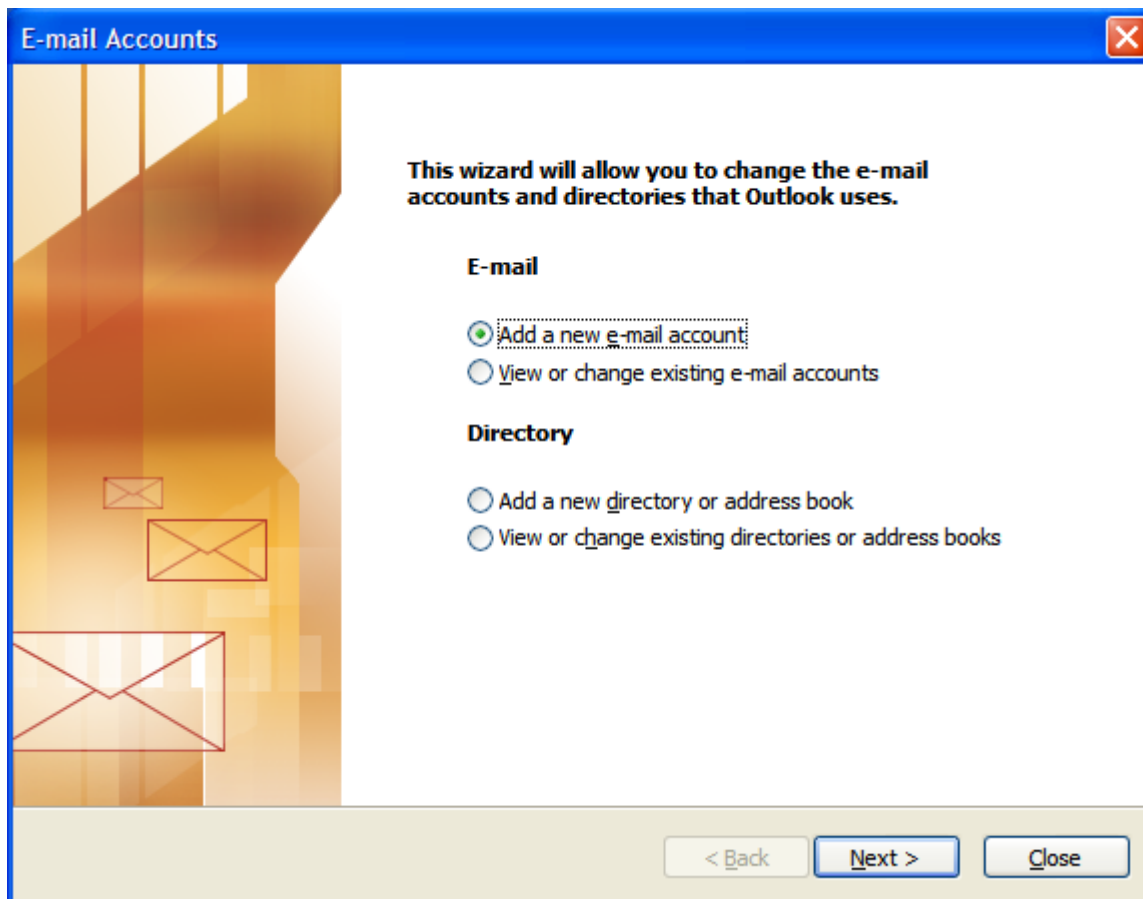 E-mail Accounts
This wizard will allow you to change the e-mail
accounts and directories that Outlook uses.
E-mail
Add a new e-mail account
View or change existing e-mail accounts
Directory
Add a new directory or address book
View or change existing directories or address books
< Back Next > Close